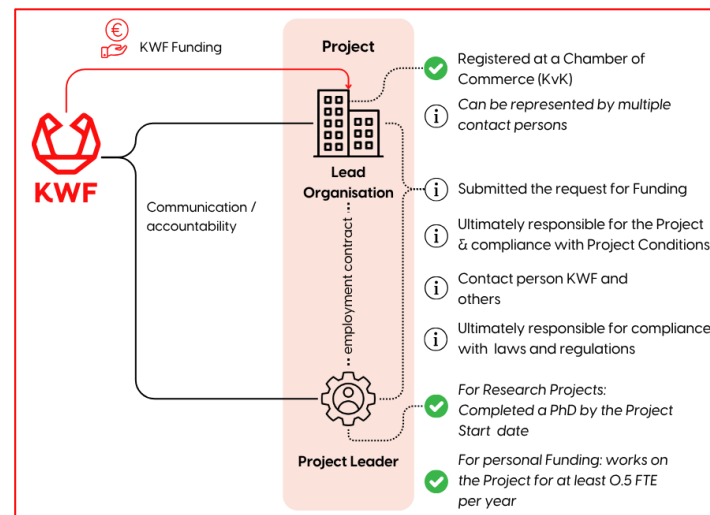 KWF Funding
Project
KWF
Communication /
accountability
Lead
Organisation
employment contract
Project Leader
Registered at a Chamber of
Commerce (KvK)
Can be represented by multiple
contact persons
Submitted the request for Funding
Ultimately responsible for the Project
& compliance with Project Conditions
Contact person KWF and
others
Ultimately responsible for compliance
with laws and regulations
For Research Projects:
Completed a PhD by the Project
Start date
For personal Funding: works on
the Project for at least 0.5 FTE
per year